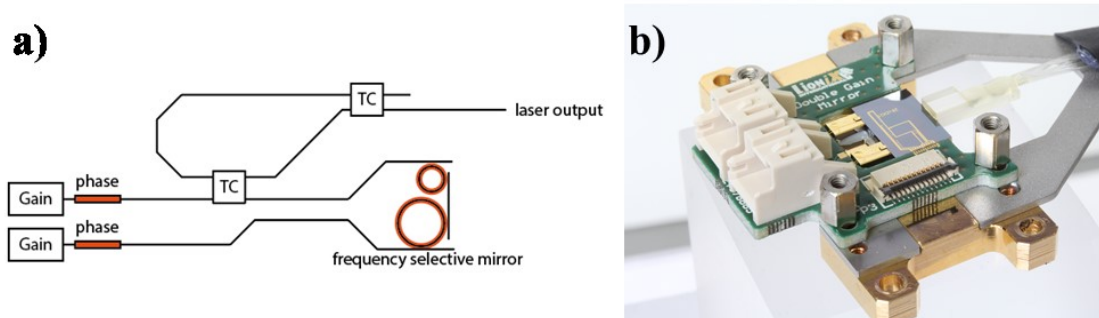 a)
TC
laser output
phase
TC
Gain
phase
Gain
frequency selective mirror
b)
LioniX
Double Gain
Mirror